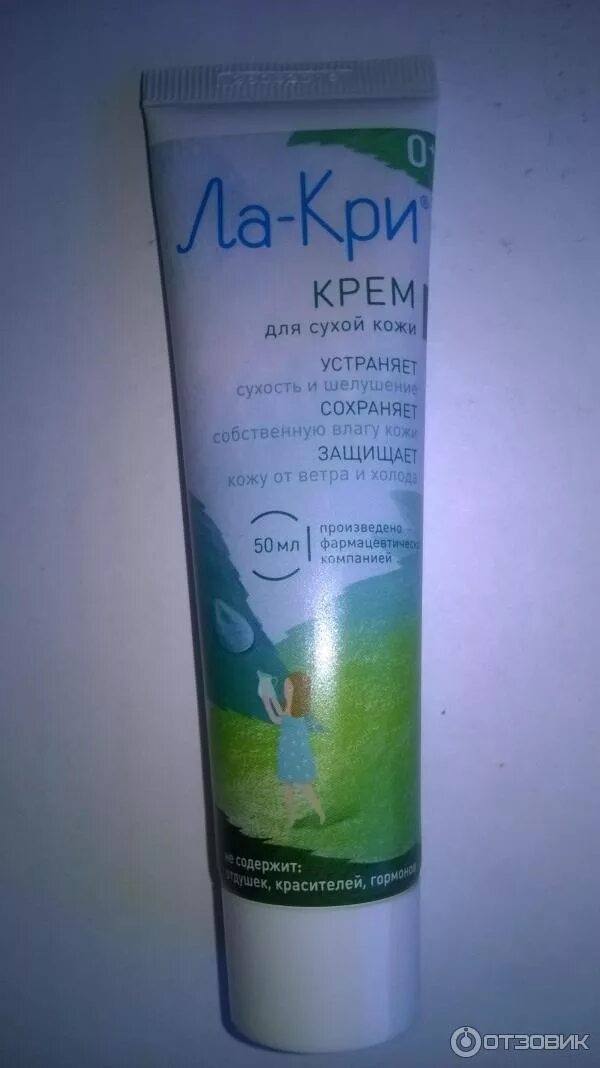 0+
Ла-Кри®
КРЕМ
для сухой кожи
УСТРАНЯЕТ
сухость и шелушение
СОХРАНЯЕТ
собственную влагу кожи
ЗАЩИЩАЕТ
кожу от ветра и холода
50 мл
произведено
фармацевтическо
компанией
не содержит:
отдушек, красителей, гормонов
ОТЗОВИК